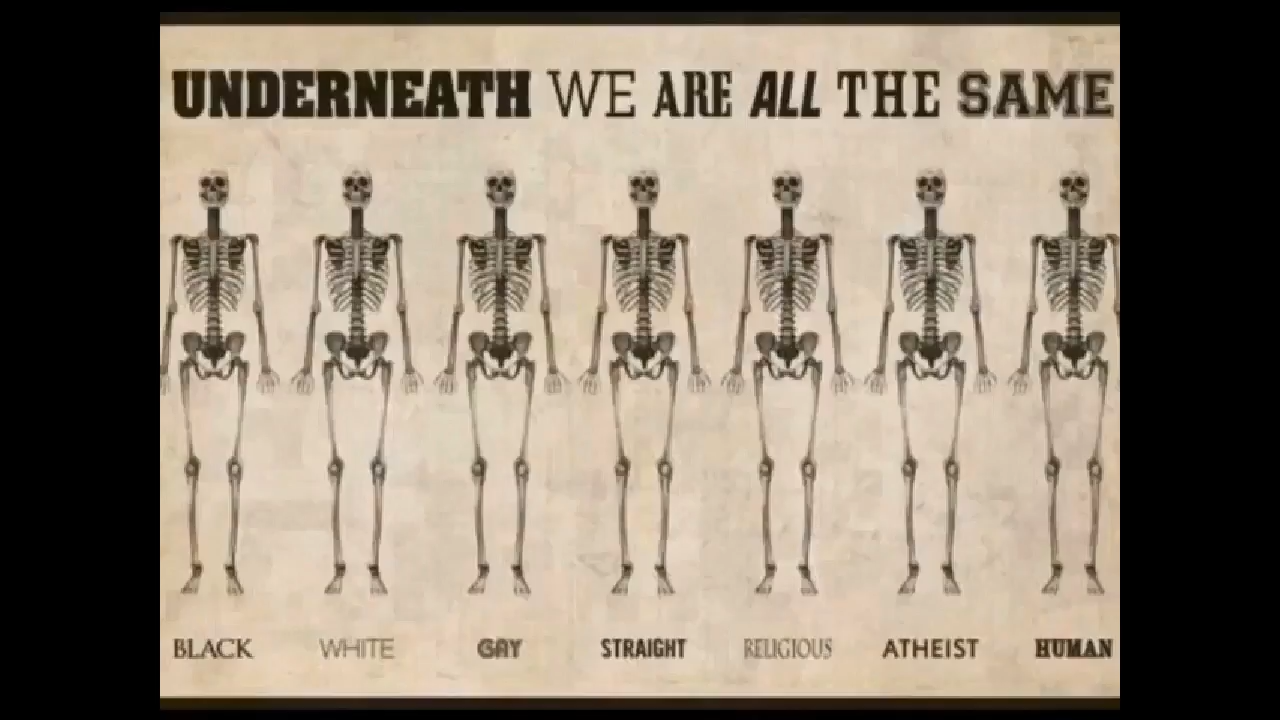 UNDERNEATH WE ARE ALL THE SAME
BLACK WHITE GAY STRAIGHT RELIGIOUS ATHEIST HUMAN